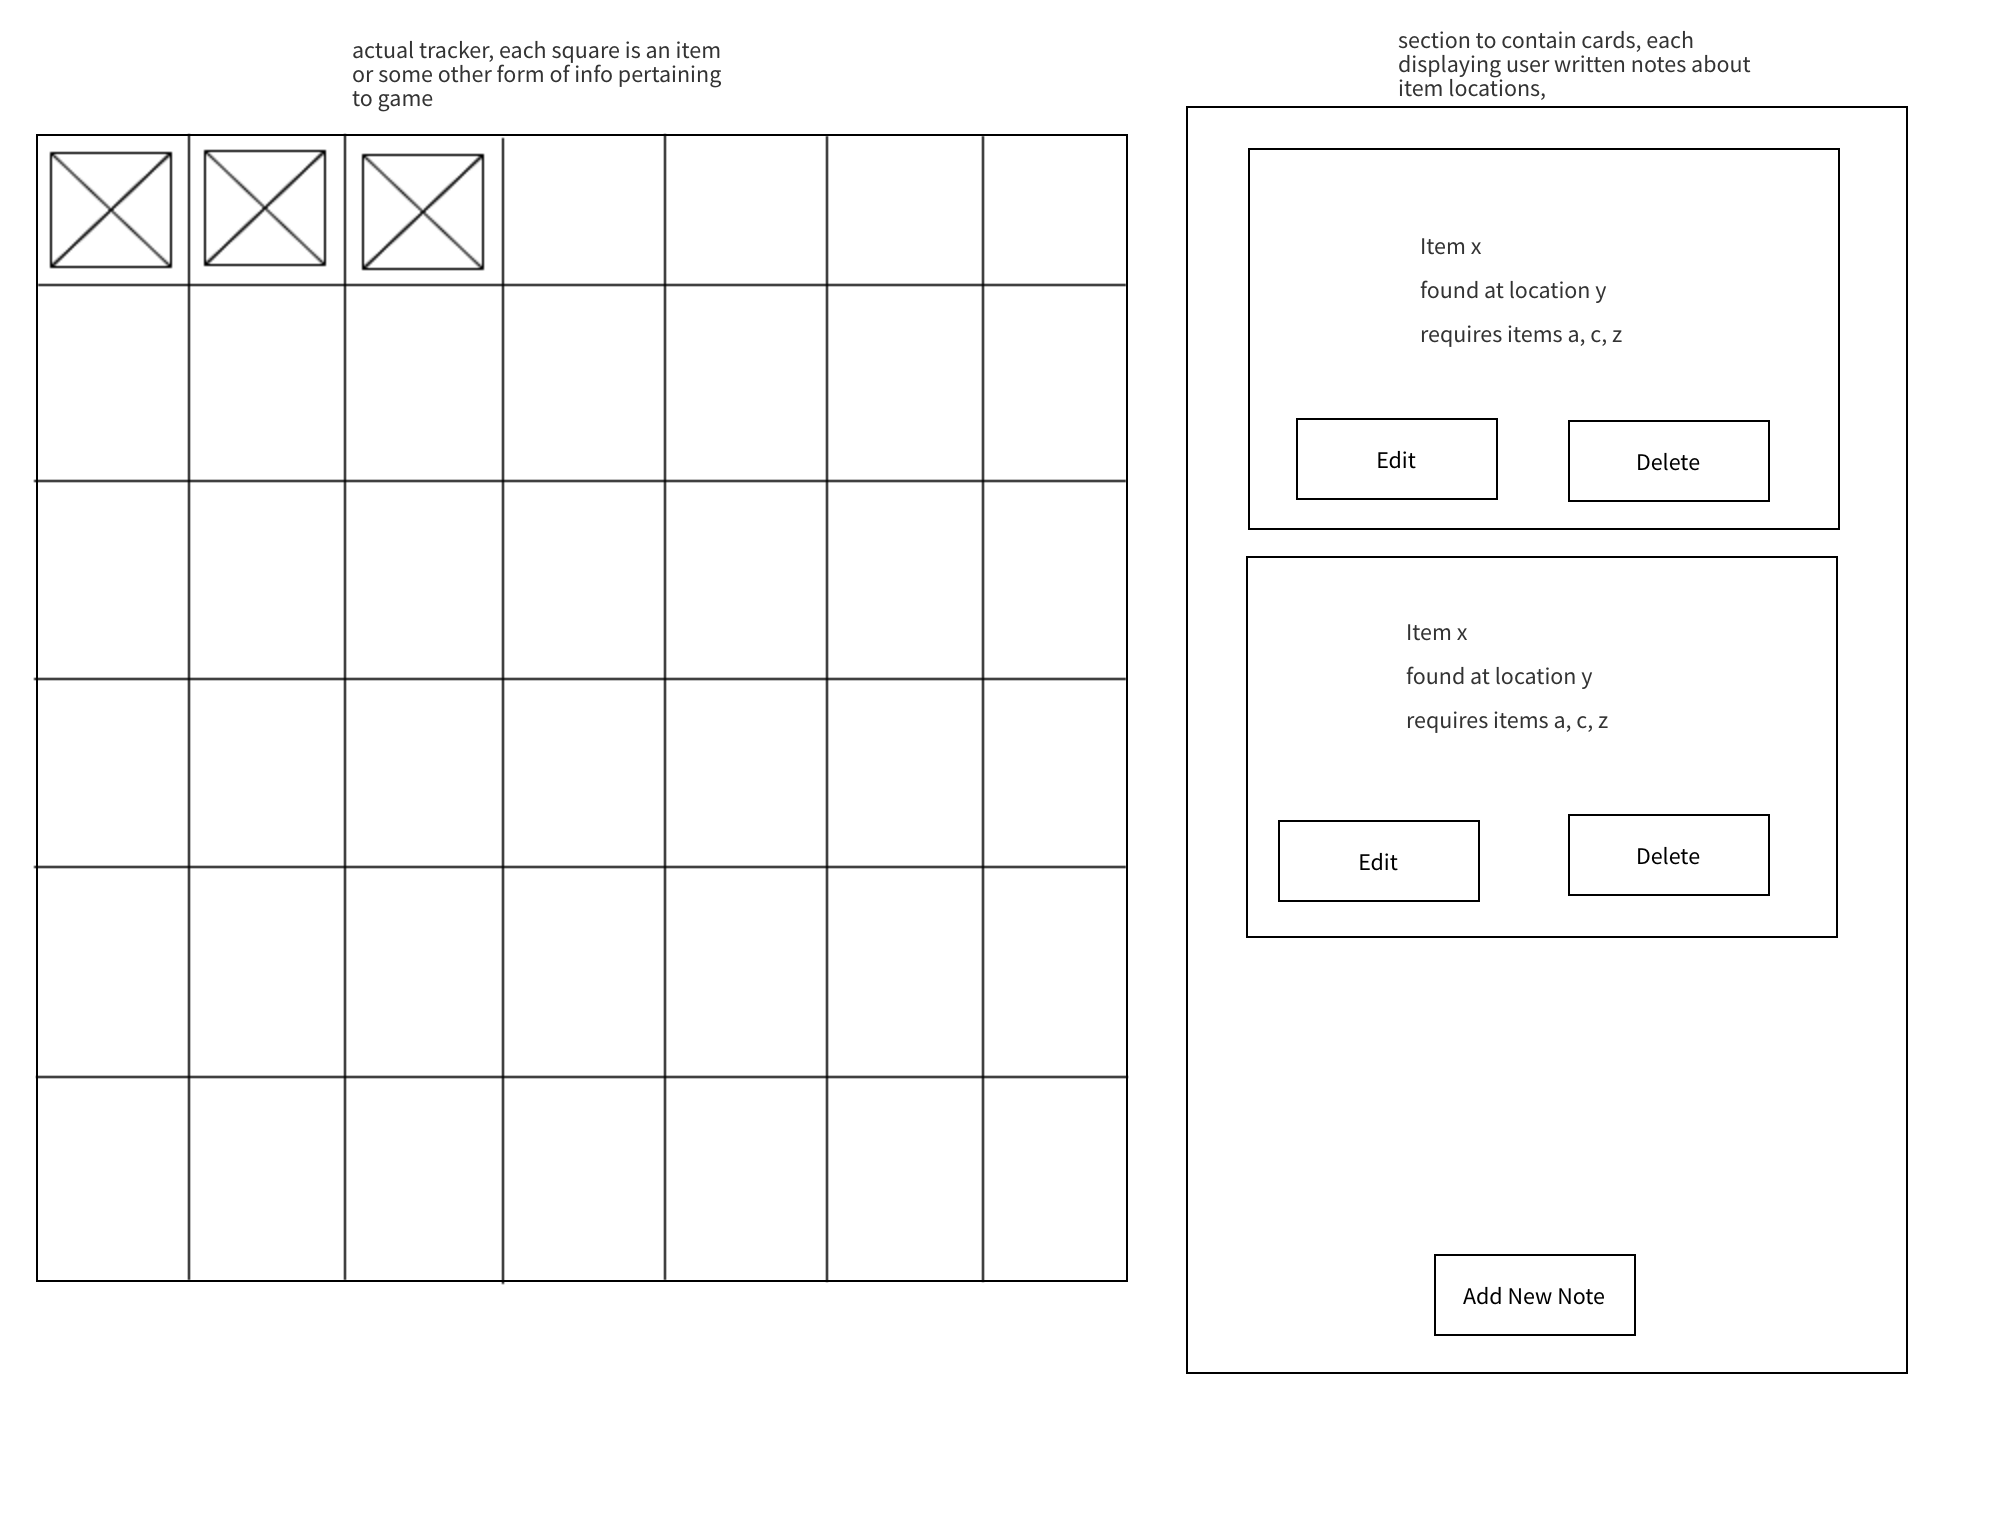 actual tracker, each square is an item
or some other form of info pertaining
to game
section to contain cards, each
displaying user written notes about
item locations,
Item x
found at location y
requires items a, c, z
Edit
Delete
Item x
found at location y
requires items a, c, z
Edit
Delete
Add New Note